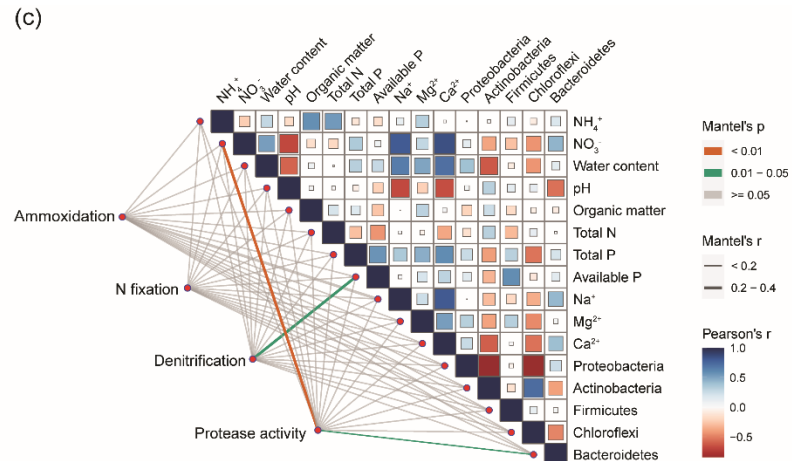 (c)
NH₄⁺
NO₃⁻
Water content
pH
Organic matter
Total N
Total P
Available P
Na⁺
Mg²⁺
Ca²⁺
Proteobacteria
Actinobacteria
Firmicutes
Chloroflexi
Bacteroidetes
NH₄⁺
NO₃⁻
Water content
pH
Organic matter
Total N
Total P
Available P
Na⁺
Mg²⁺
Ca²⁺
Proteobacteria
Actinobacteria
Firmicutes
Chloroflexi
Bacteroidetes
Ammoxidation
N fixation
Denitrification
Protease activity
Mantel's p
< 0.01
0.01 – 0.05
>= 0.05
Mantel's r
< 0.2
0.2 - 0.4
Pearson's r
1.0
0.5
0.0
−0.5